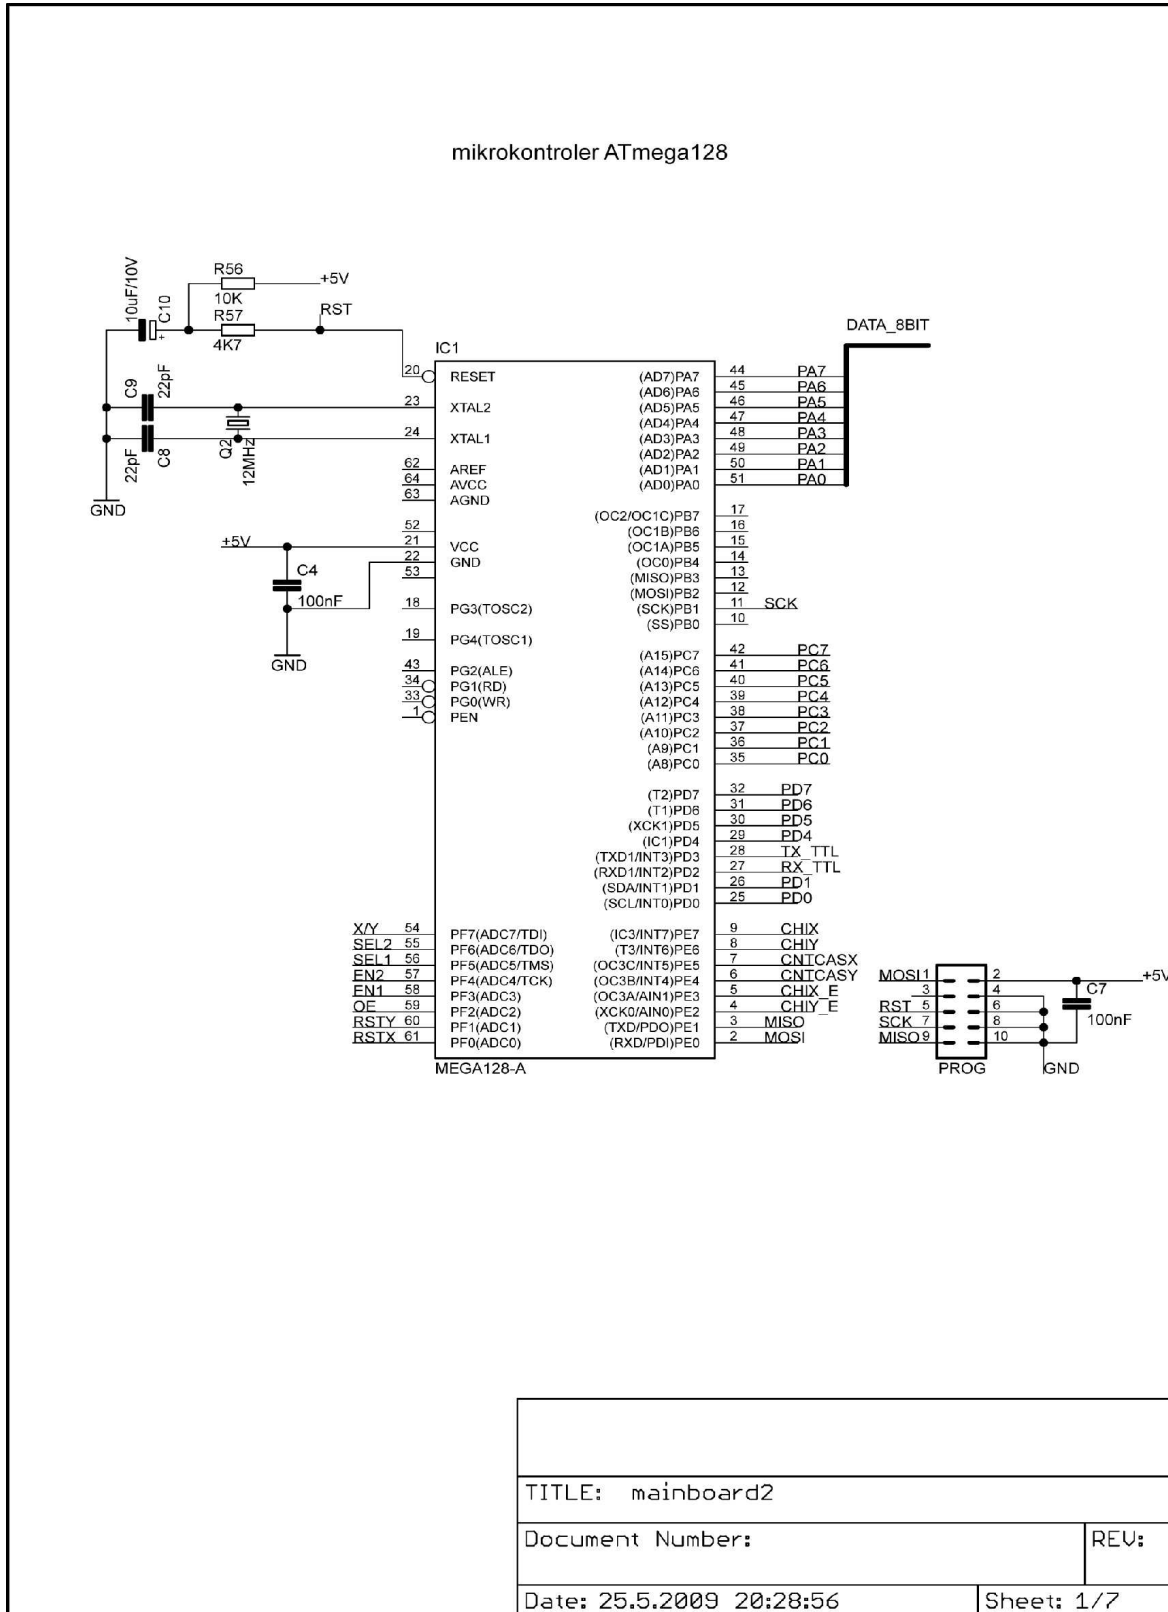 mikrokontroler ATmega128
10uF/10V
C10
+
R56
10K
+5V
R57
4K7
RST
C9
22pF
22pF
C8
Q2
12MHz
GND
+5V
C4
100nF
GND
DATA_8BIT
IC1
20 RESET (AD7)PA7 44 PA7
(AD6)PA6 45 PA6
23 XTAL2 (AD5)PA5 46 PA5
(AD4)PA4 47 PA4
24 XTAL1 (AD3)PA3 48 PA3
(AD2)PA2 49 PA2
62 AREF (AD1)PA1 50 PA1
64 AVCC (AD0)PA0 51 PA0
63 AGND
(OC2/OC1C)PB7 17
52 (OC1B)PB6 16
21 VCC (OC1A)PB5 15
22 GND (OC0)PB4 14
53 (MISO)PB3 13
(MOSI)PB2 12
18 PG3(TOSC2) (SCK)PB1 11 SCK
(SS)PB0 10
19 PG4(TOSC1)
(A15)PC7 42 PC7
43 PG2(ALE) (A14)PC6 41 PC6
34 PG1(RD) (A13)PC5 40 PC5
33 PG0(WR) (A12)PC4 39 PC4
1 PEN (A11)PC3 38 PC3
(A10)PC2 37 PC2
(A9)PC1 36 PC1
(A8)PC0 35 PC0
(T2)PD7 32 PD7
(T1)PD6 31 PD6
(XCK1)PD5 30 PD5
(IC1)PD4 29 PD4
(TXD1/INT3)PD3 28 TX_TTL
(RXD1/INT2)PD2 27 RX_TTL
(SDA/INT1)PD1 26 PD1
(SCL/INT0)PD0 25 PD0
X/Y 54 PF7(ADC7/TDI) (IC3/INT7)PE7 9 CHIX
SEL2 55 PF6(ADC6/TDO) (T3/INT6)PE6 8 CHIY
SEL1 56 PF5(ADC5/TMS) (OC3C/INT5)PE5 7 CNTCASX
EN2 57 PF4(ADC4/TCK) (OC3B/INT4)PE4 6 CNTCASY
EN1 58 PF3(ADC3) (OC3A/AIN1)PE3 5 CHIX_E
OE 59 PF2(ADC2) (XCK0/AIN0)PE2 4 CHIY_E
RSTY 60 PF1(ADC1) (TXD/PDO)PE1 3 MISO
RSTX 61 PF0(ADC0) (RXD/PDI)PE0 2 MOSI
MEGA128-A
MOSI 1 2 +5V
3 4 C7
RST 5 6 100nF
SCK 7 8
MISO 9 10
PROG GND
TITLE: mainboard2
Document Number: REV:
Date: 25.5.2009 20:28:56 Sheet: 1/7